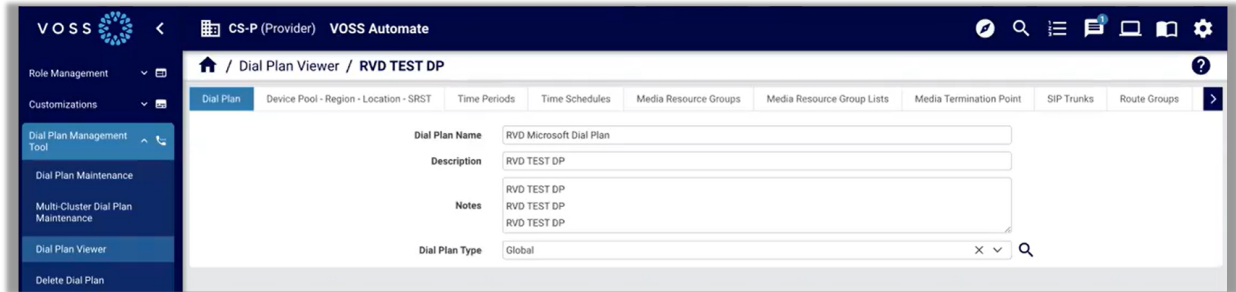 VOSS
CS-P (Provider) VOSS Automate
1
Role Management
Customizations
Dial Plan Management
Tool
Dial Plan Maintenance
Multi-Cluster Dial Plan
Maintenance
Dial Plan Viewer
Delete Dial Plan
/ Dial Plan Viewer / RVD TEST DP
?
Dial Plan Device Pool - Region - Location - SRST Time Periods Time Schedules Media Resource Groups Media Resource Group Lists Media Termination Point SIP Trunks Route Groups
Dial Plan Name RVD Microsoft Dial Plan
Description RVD TEST DP
Notes
RVD TEST DP
RVD TEST DP
RVD TEST DP
Dial Plan Type Global